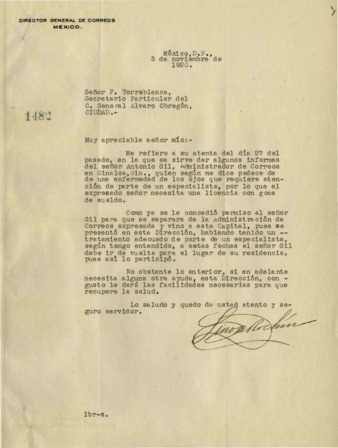 DIRECTOR GENERAL DE CORREOS
MEXICO.
México, D.F.,
3 de noviembre de
1920.
Señor F. Torreblanca,
Secretario Particular del
C. General Alvaro Obregón,
CIUDAD.-
1482
Muy apreciable señor mío:-
Me refiero a su atenta del día 27 del
pasado, en la que se sirve dar algunos informes
del señor Antonio Gil, Administrador de Correos
en Sinaloa, Sin., quien según me dice padece de
de una enfermedad de los ojos que requiere aten-
ción de parte de un especialista, por lo que el
expresado señor necesita una licencia con goce
de sueldo.
Como ya se le concedió permiso al señor
Gil para que se separara de la Administración de
Correos expresada y vino a esta Capital, pues se
presentó en esta Dirección, habiendo tenido un --
tratamiento adecuado de parte de un especialista,
según tengo entendido, a estas fechas el señor Gil
debe ir de vuelta para el lugar de su residencia,
pues así lo participó.
No obstante lo anterior, si en adelante
necesita alguna otra ayuda, esta Dirección, con -
gusto le dará las facilidades necesarias para que
recupere la salud.
Lo saludo y quedo de usted atento y se-
guro servidor.
lbr-s.